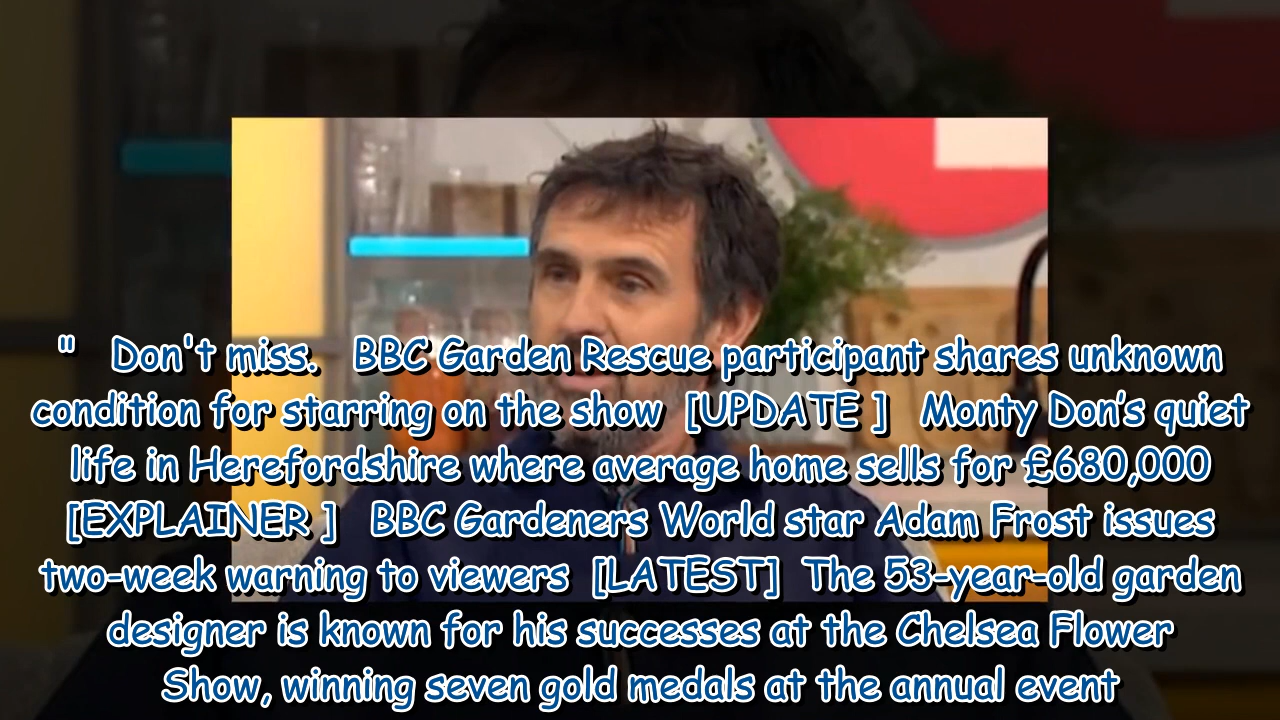 "   Don't miss.   BBC Garden Rescue participant shares unknown
condition for starring on the show  [UPDATE ]   Monty Don’s quiet
life in Herefordshire where average home sells for £680,000
[EXPLAINER ]   BBC Gardeners World star Adam Frost issues
two-week warning to viewers  [LATEST]  The 53-year-old garden
designer is known for his successes at the Chelsea Flower
Show, winning seven gold medals at the annual event